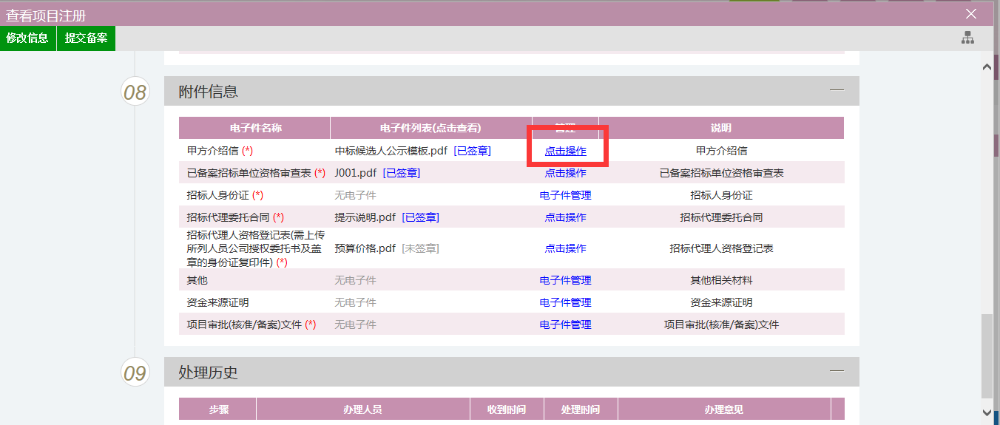 查看项目注册
修改信息 提交备案
08 附件信息
电子件名称 电子件列表(点击查看) 管理 说明
甲方介绍信 (*) 中标候选人公示模板.pdf [已签章] 点击操作 甲方介绍信
已备案招标单位资格审查表 (*) J001.pdf [已签章] 点击操作 已备案招标单位资格审查表
招标人身份证 (*) 无电子件 电子件管理 招标人身份证
招标代理委托合同 (*) 提示说明.pdf [已签章] 点击操作 招标代理委托合同
招标代理人资格登记表(需上传
所列人员公司授权委托书及盖
章的身份证复印件) (*) 预算价格.pdf [未签章] 点击操作 招标代理人资格登记表
其他 无电子件 电子件管理 其他相关材料
资金来源证明 无电子件 电子件管理 资金来源证明
项目审批(核准/备案)文件 (*) 无电子件 电子件管理 项目审批(核准/备案)文件
09 处理历史
步骤 办理人员 收到时间 处理时间 办理意见